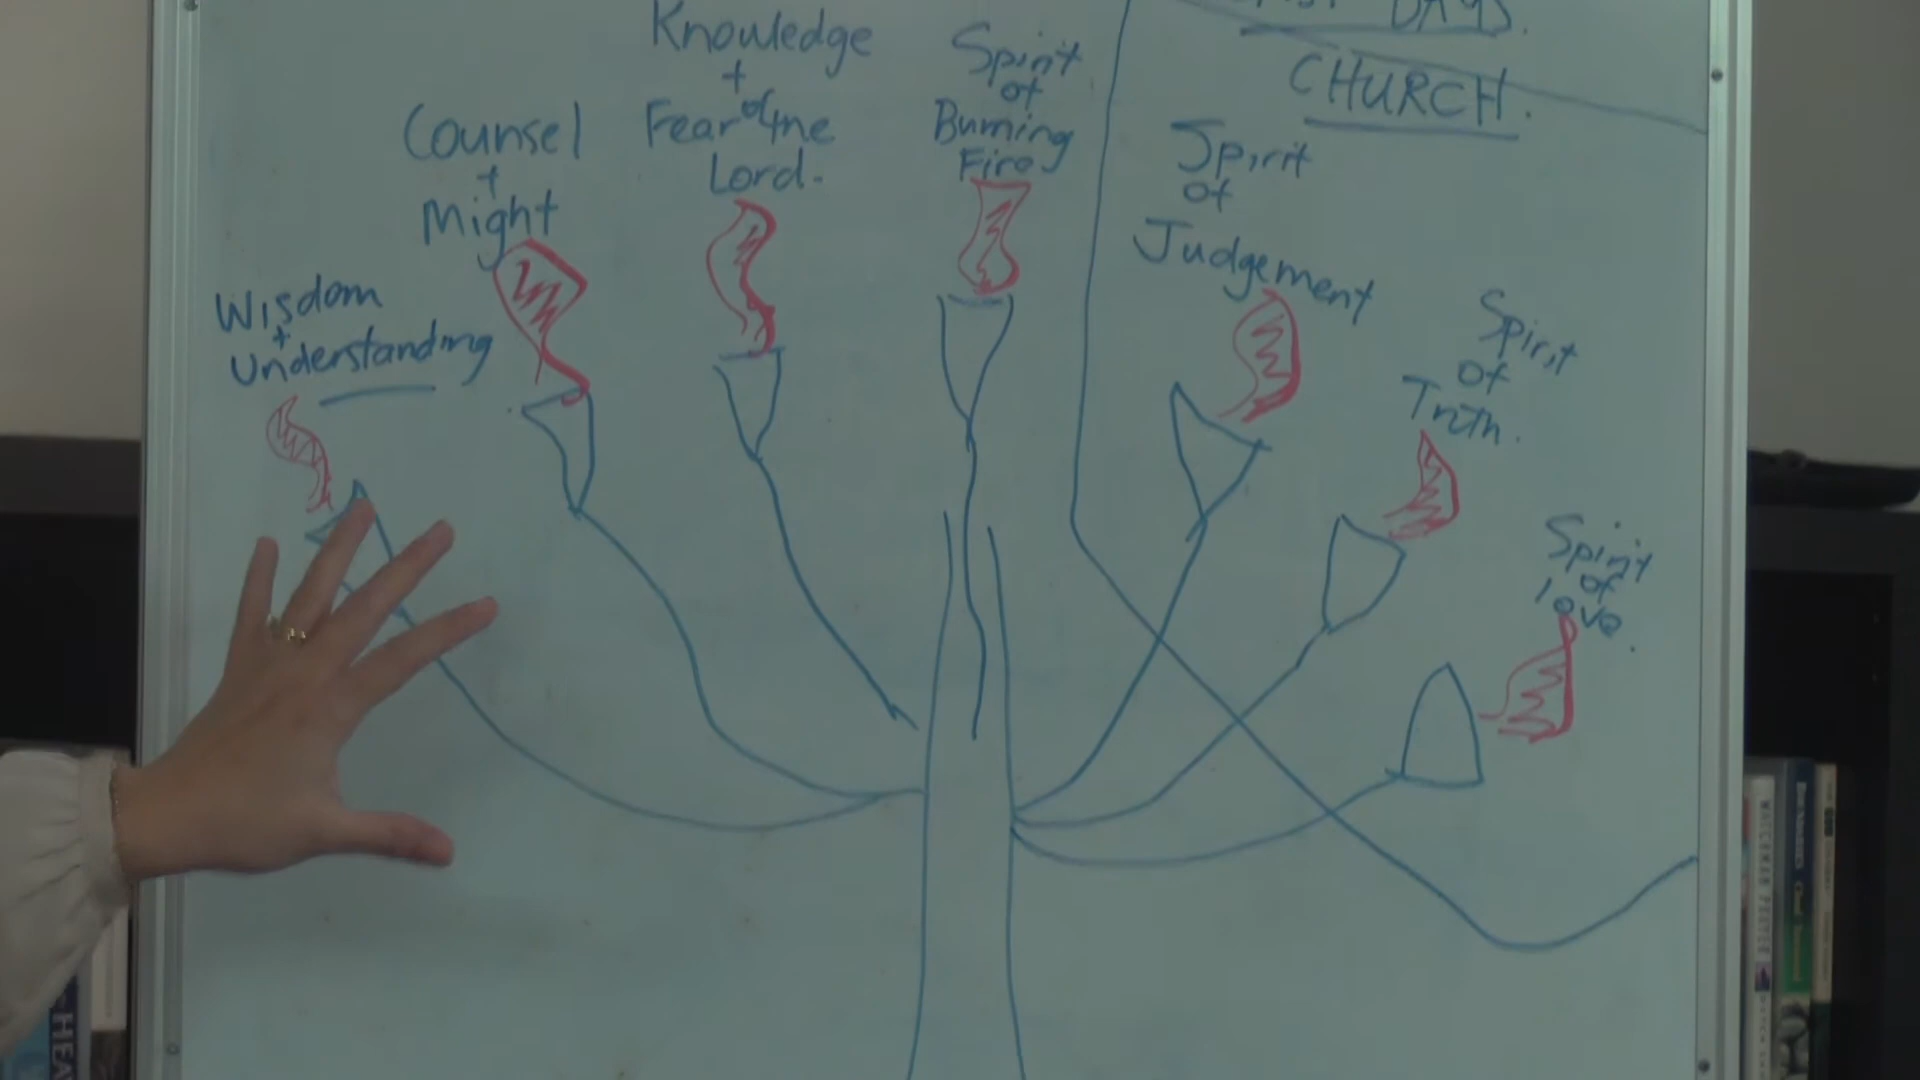 DAYS.
CHURCH.
Knowledge
+
Fear of the
Lord.
Spirit
of
Burning
Fire
Counsel
+
Might
Spirit
of
Judgement
Wisdom
+
Understanding
Spirit
of
Truth.
Spirit
of
love.